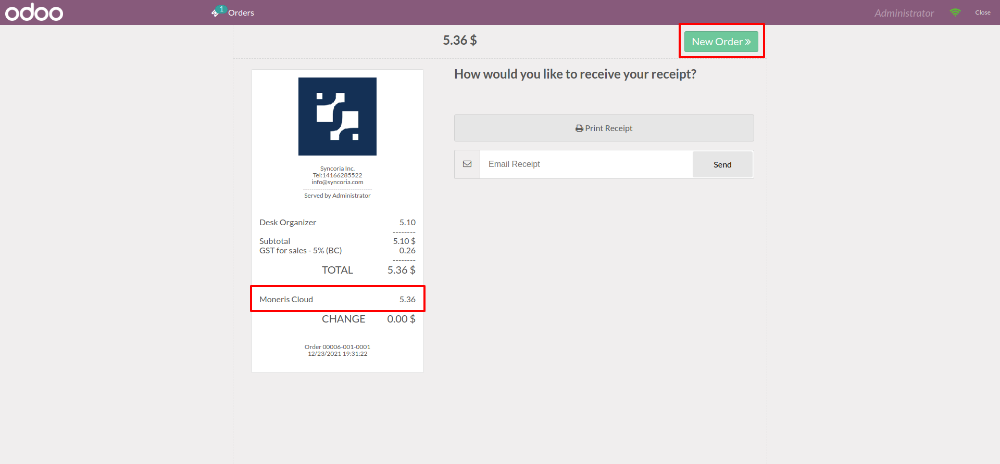 odoo
1 Orders
Administrator
Close
5.36 $
New Order »
How would you like to receive your receipt?
Print Receipt
Email Receipt
Send
Syncoria Inc.
Tel:14166285522
info@syncoria.com
--------------------------------
Served by Administrator
Desk Organizer 5.10
--------
Subtotal 5.10 $
GST for sales - 5% (BC) 0.26
--------
TOTAL 5.36 $
Moneris Cloud 5.36
CHANGE 0.00 $
Order 00006-001-0001
12/23/2021 19:31:22